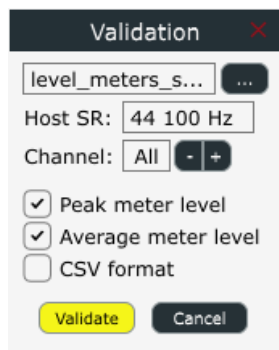 Validation
level_meters_s... ...
Host SR: 44 100 Hz
Channel: All - +
Peak meter level
Average meter level
CSV format
Validate Cancel